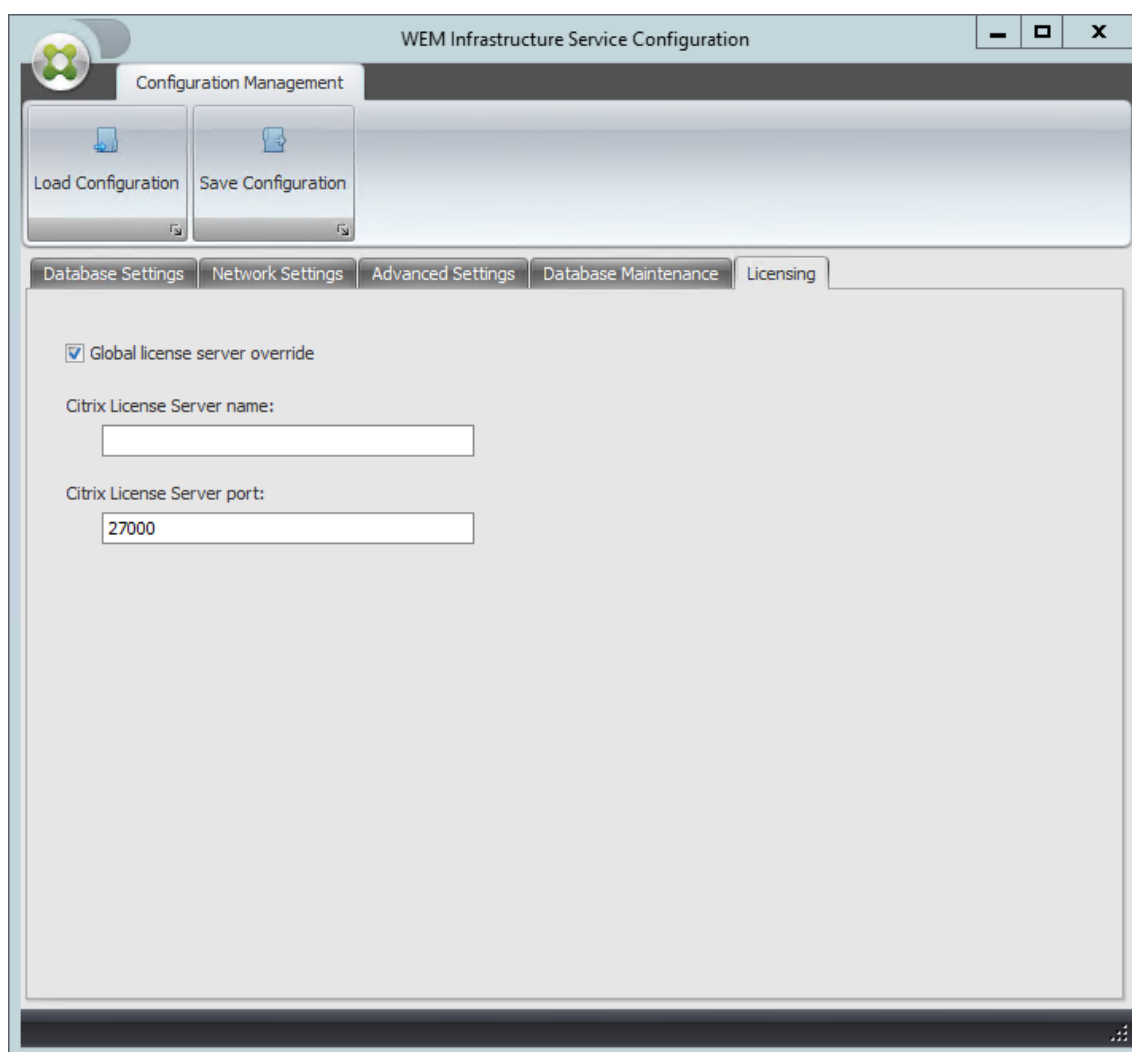 WEM Infrastructure Service Configuration
Configuration Management
Load Configuration Save Configuration
Database Settings Network Settings Advanced Settings Database Maintenance Licensing
Global license server override
Citrix License Server name:
Citrix License Server port:
27000